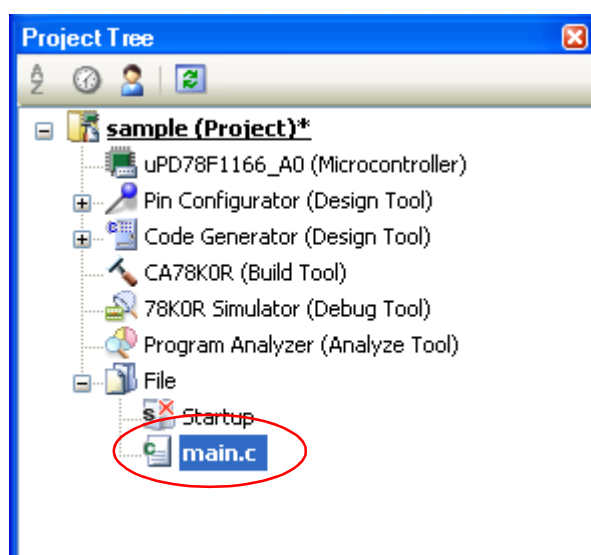 Project Tree
sample (Project)*
uPD78F1166_A0 (Microcontroller)
Pin Configurator (Design Tool)
Code Generator (Design Tool)
CA78K0R (Build Tool)
78K0R Simulator (Debug Tool)
Program Analyzer (Analyze Tool)
File
Startup
main.c